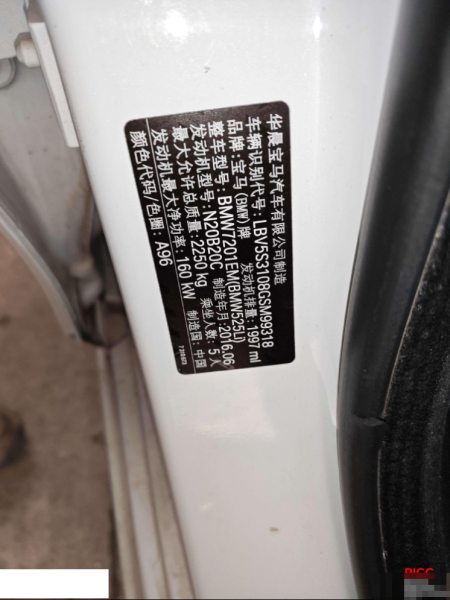 华晨宝马汽车有限公司制造
车辆识别代号: LBV5S3108GSM99318
品牌: 宝马(BMW)牌 发动机排量: 1997 ml
整车型号: BMW7201EM(BMW525Li)
发动机型号: N20B20C 制造年月: 2016.06
最大允许总质量: 2250 kg 乘坐人数: 5人
发动机最大净功率: 160 kW 制造国: 中国
颜色代码/色圈: A96
PICC